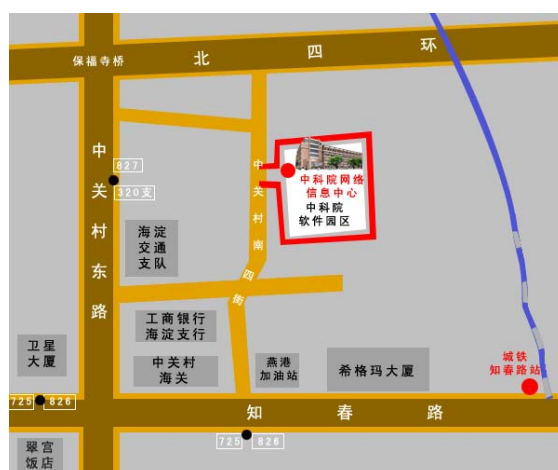 北四环
保福寺桥
中关村东路
827
320支
中关村南四街
中科院网络
信息中心
中科院
软件园区
海淀
交通
支队
工商银行
海淀支行
卫星
大厦
中关村
海关
燕港
加油站
希格玛大厦
城铁
知春路站
725
826
知春路
725
826
翠宫
饭店